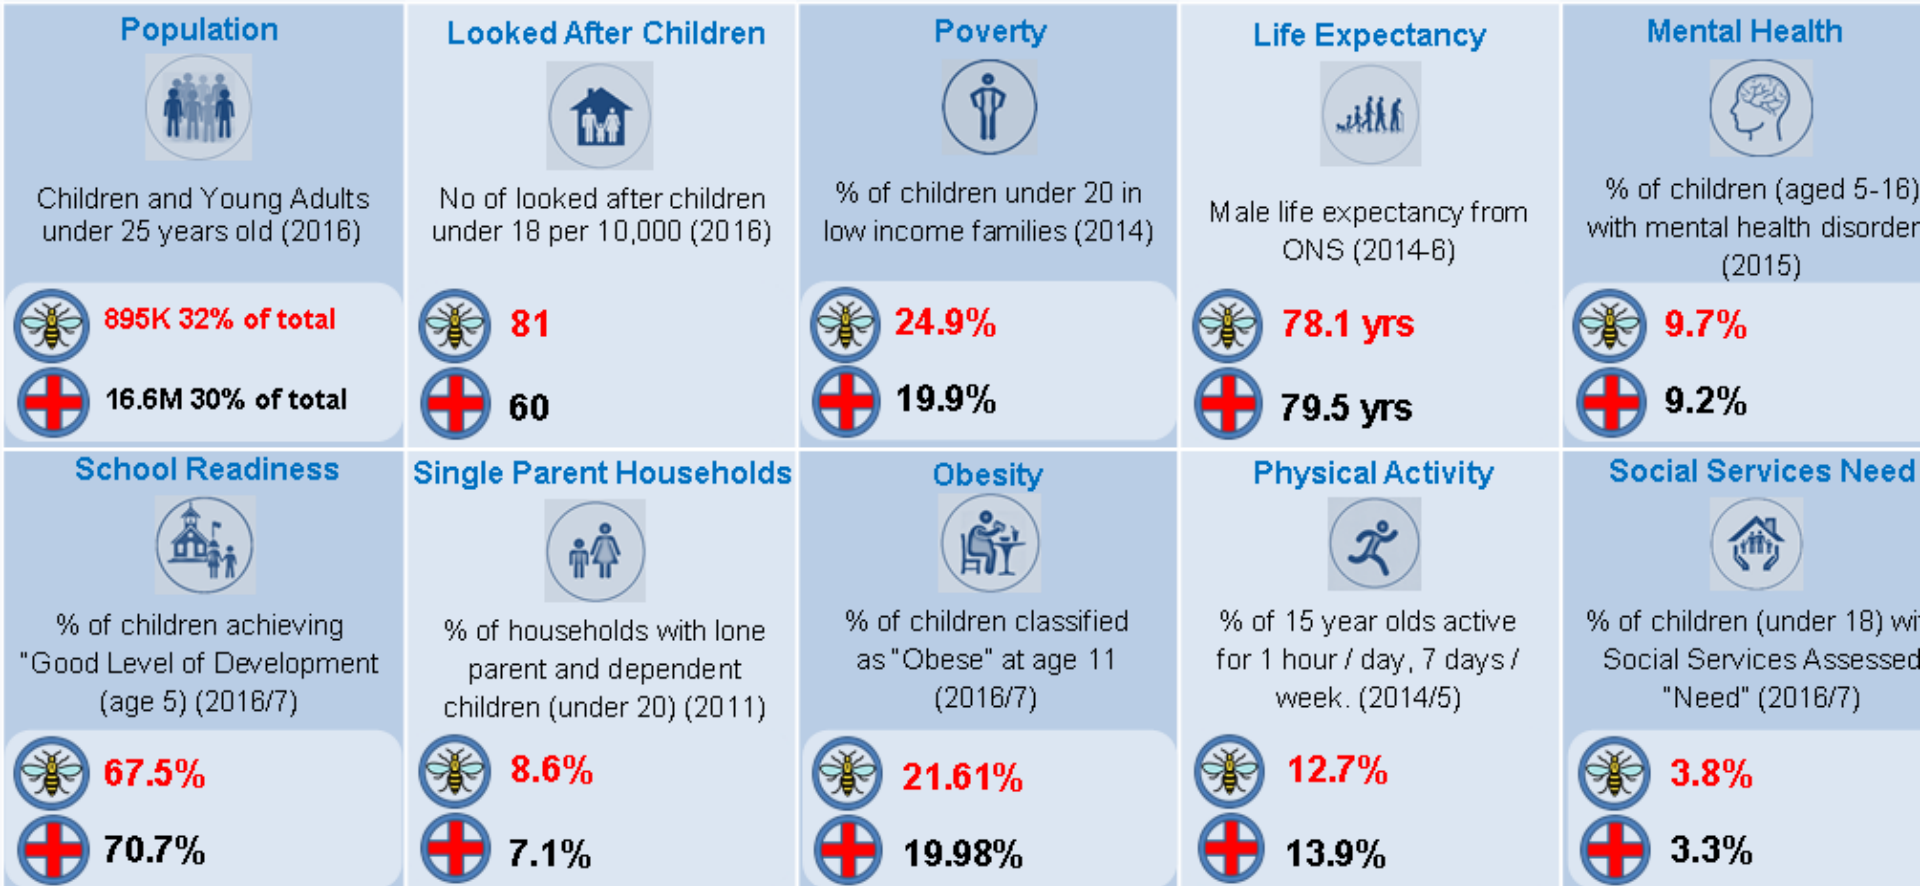 Population
Children and Young Adults
under 25 years old (2016)
895K 32% of total
16.6M 30% of total
Looked After Children
No of looked after children
under 18 per 10,000 (2016)
81
60
Poverty
% of children under 20 in
low income families (2014)
24.9%
19.9%
Life Expectancy
Male life expectancy from
ONS (2014-6)
78.1 yrs
79.5 yrs
Mental Health
% of children (aged 5-16)
with mental health disorder
(2015)
9.7%
9.2%
School Readiness
% of children achieving
"Good Level of Development
(age 5) (2016/7)
67.5%
70.7%
Single Parent Households
% of households with lone
parent and dependent
children (under 20) (2011)
8.6%
7.1%
Obesity
% of children classified
as "Obese" at age 11
(2016/7)
21.61%
19.98%
Physical Activity
% of 15 year olds active
for 1 hour / day, 7 days /
week. (2014/5)
12.7%
13.9%
Social Services Need
% of children (under 18)
Social Services Assessed
"Need" (2016/7)
3.8%
3.3%